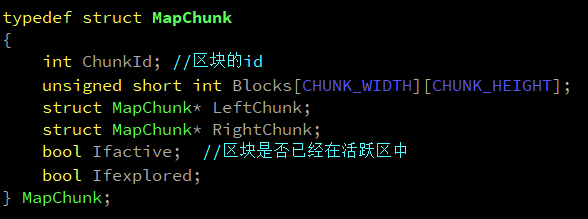 typedef struct MapChunk
{
    int ChunkId; //区块的id
    unsigned short int Blocks[CHUNK_WIDTH][CHUNK_HEIGHT];
    struct MapChunk* LeftChunk;
    struct MapChunk* RightChunk;
    bool Ifactive;  //区块是否已经在活跃区中
    bool Ifexplored;
} MapChunk;